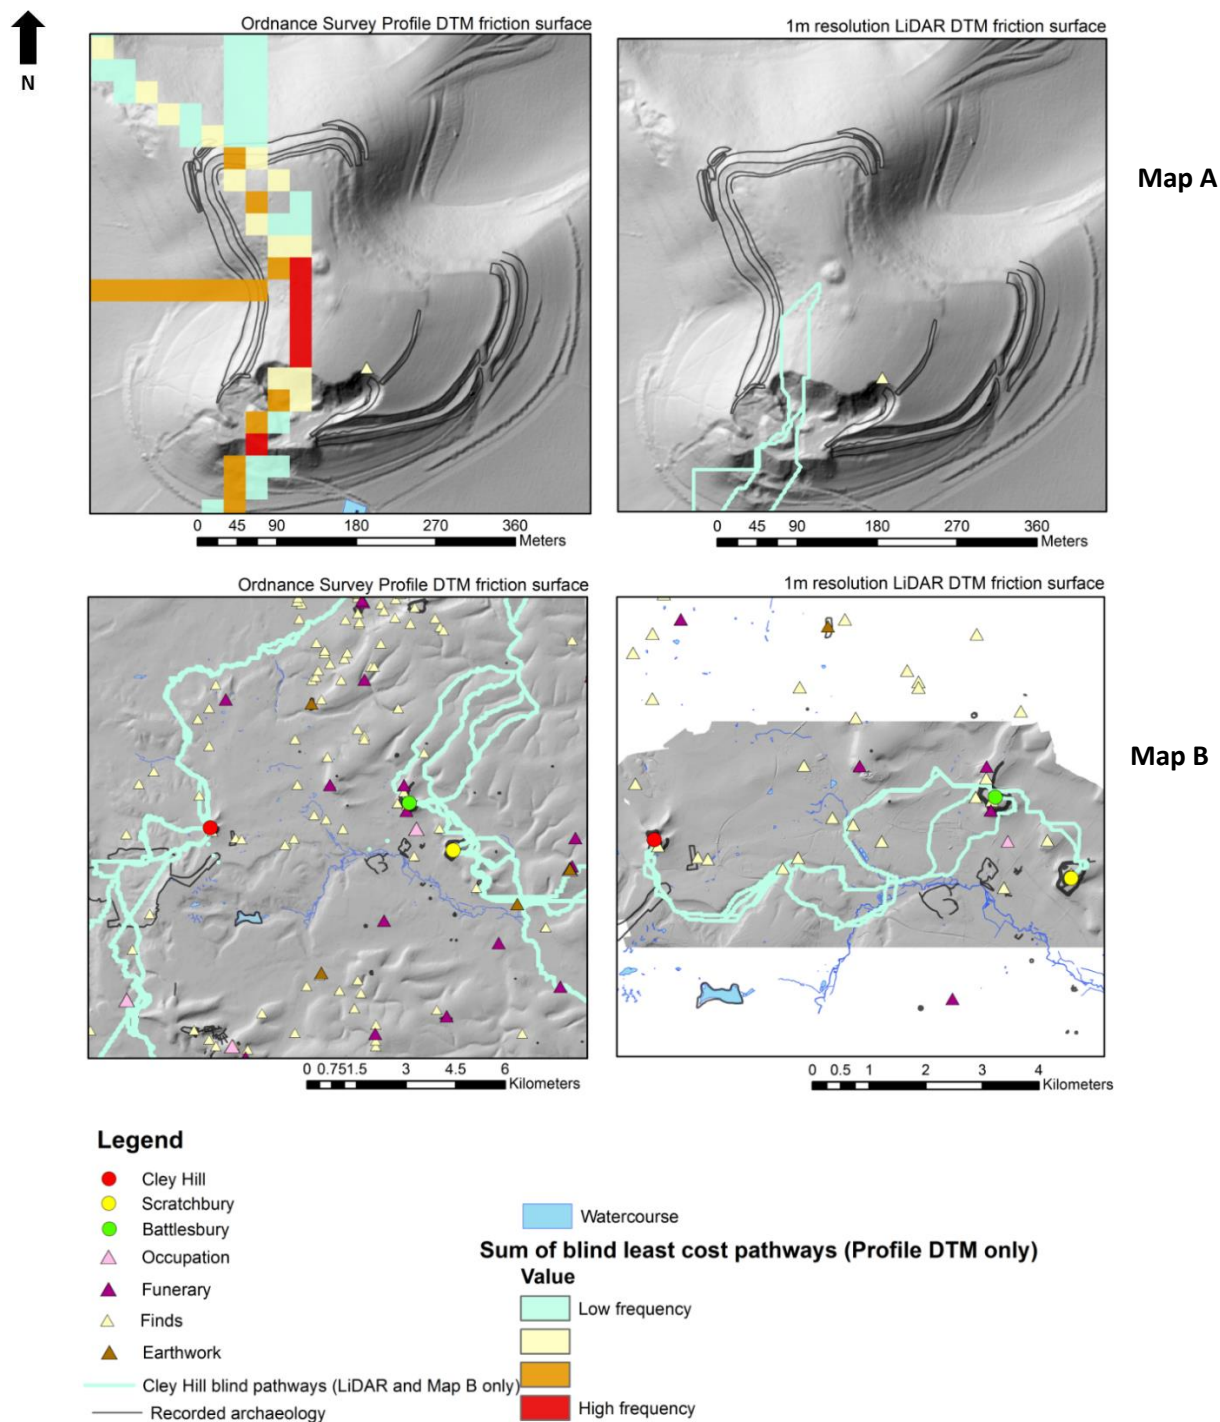 Ordnance Survey Profile DTM friction surface
1m resolution LiDAR DTM friction surface
N
Map A
0 45 90 180 270 360
Meters
0 45 90 180 270 360
Meters
Ordnance Survey Profile DTM friction surface
1m resolution LiDAR DTM friction surface
Map B
0 0.751.5 3 4.5 6
Kilometers
0 0.5 1 2 3 4
Kilometers
Legend
Cley Hill
Scratchbury
Battlesbury
Occupation
Funerary
Finds
Earthwork
Cley Hill blind pathways (LiDAR and Map B only)
Recorded archaeology
Watercourse
Sum of blind least cost pathways (Profile DTM only)
Value
Low frequency
High frequency